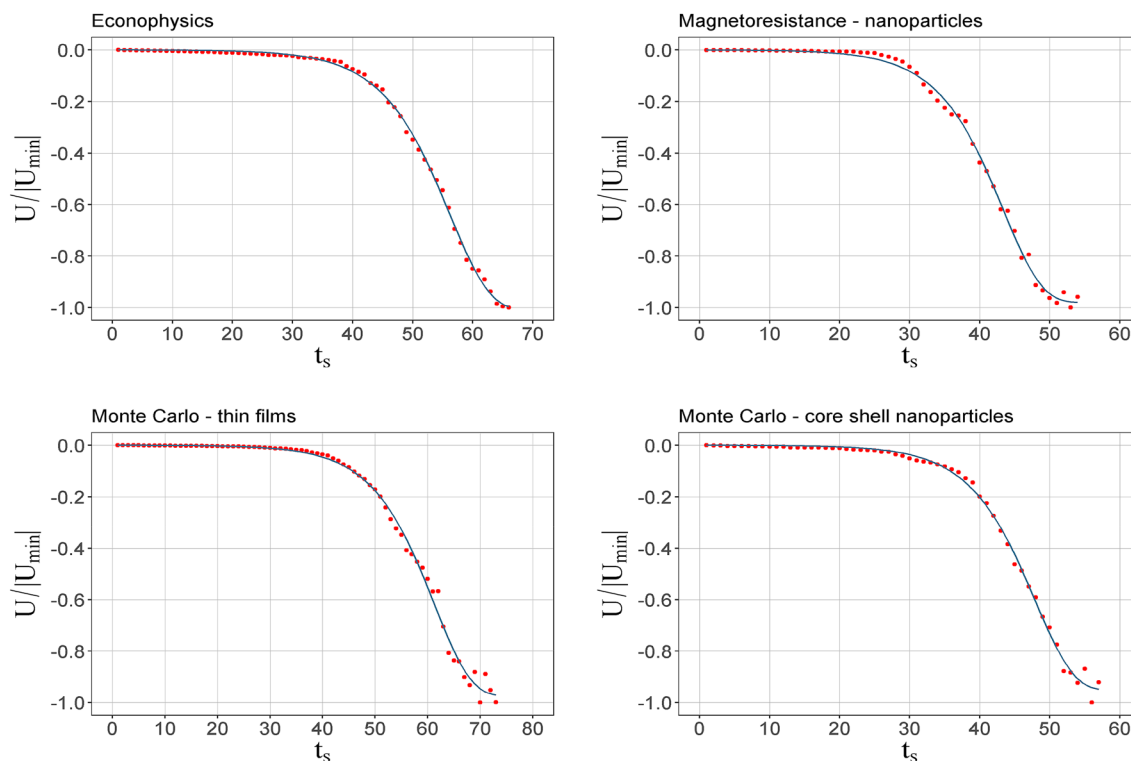 Econophysics
Magnetoresistance - nanoparticles
0.0
-0.2
-0.4
-0.6
-0.8
-1.0
U/|U_min|
0 10 20 30 40 50 60 70
t_s
0.0
-0.2
-0.4
-0.6
-0.8
-1.0
U/|U_min|
0 10 20 30 40 50 60
t_s
Monte Carlo - thin films
Monte Carlo - core shell nanoparticles
0.0
-0.2
-0.4
-0.6
-0.8
-1.0
U/|U_min|
0 10 20 30 40 50 60 70 80
t_s
0.0
-0.2
-0.4
-0.6
-0.8
-1.0
U/|U_min|
0 10 20 30 40 50 60
t_s